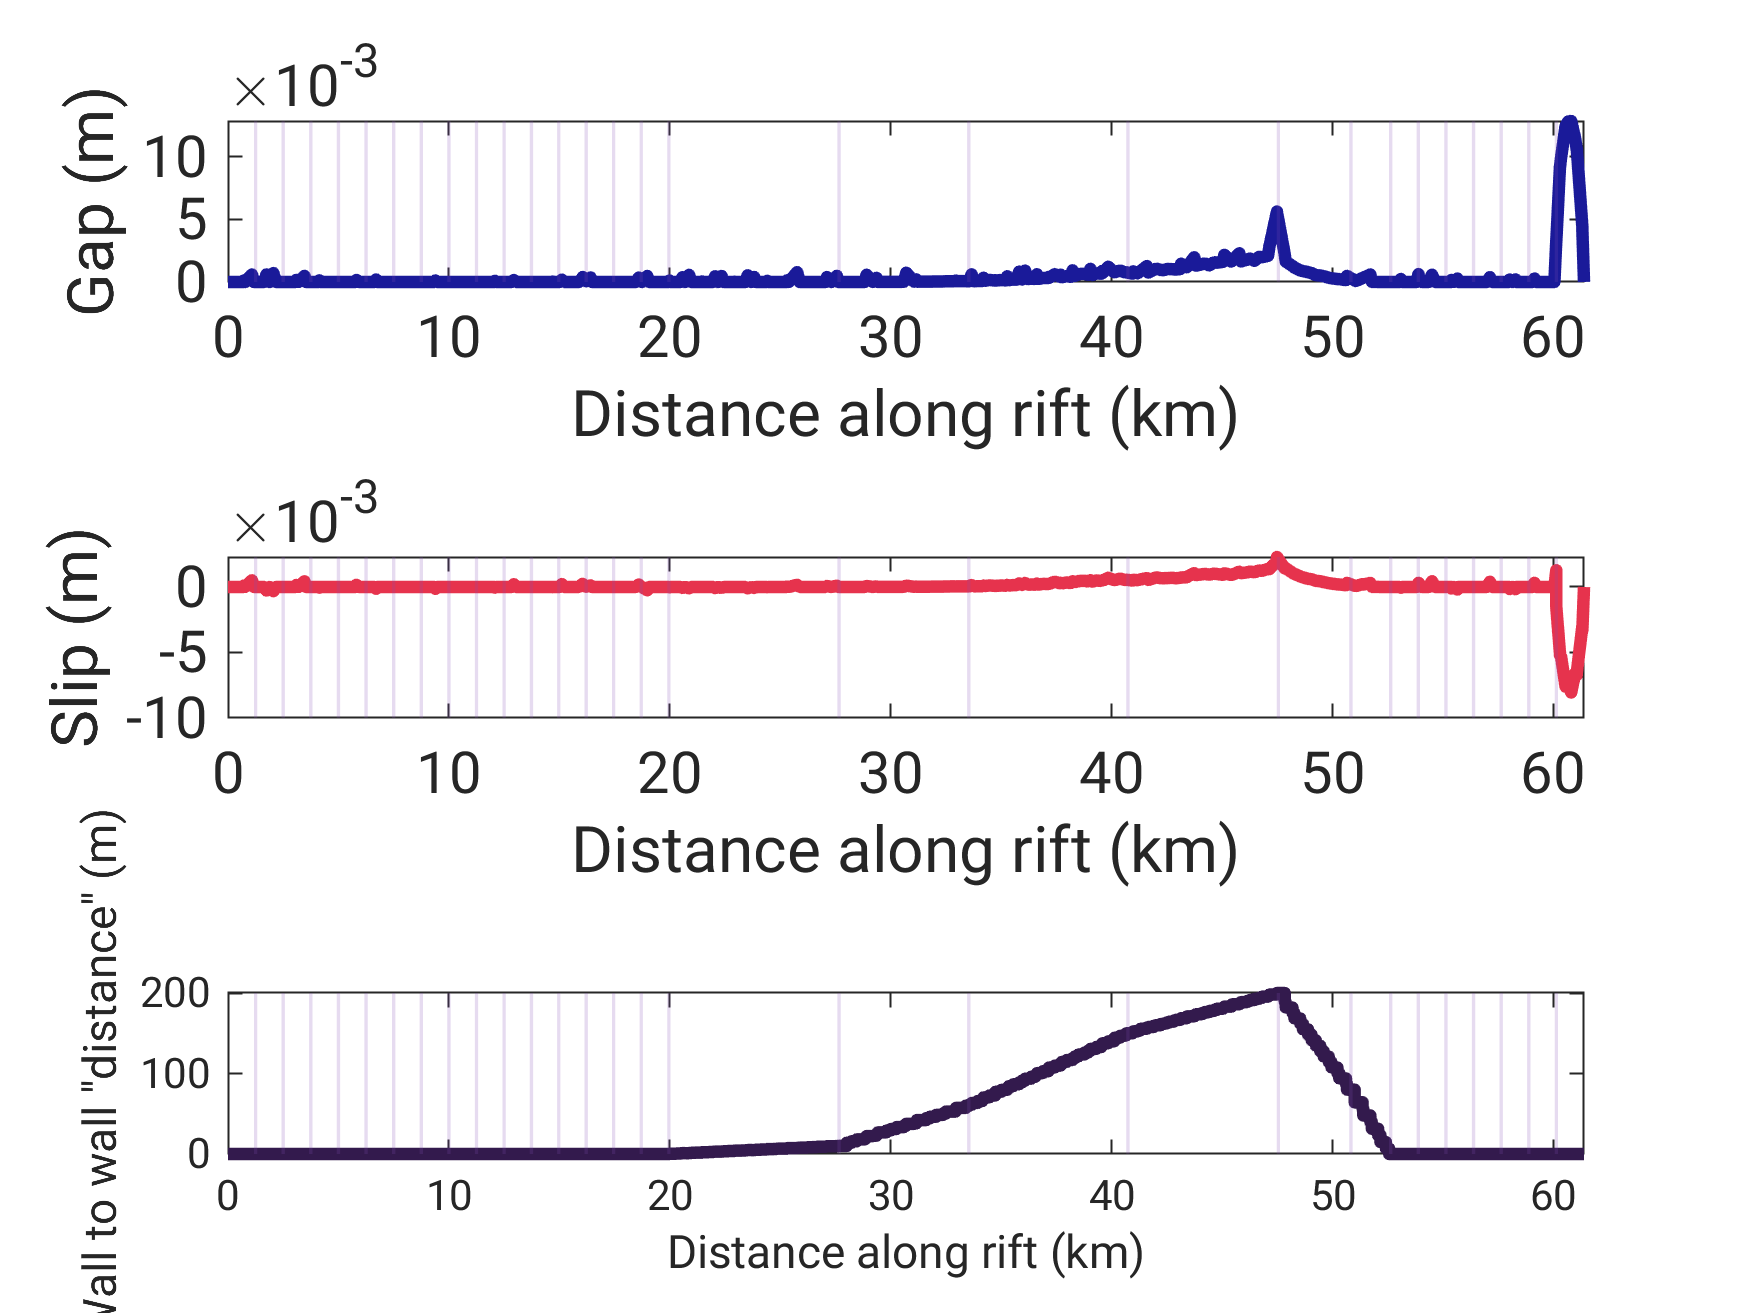 ×10-3
Gap (m)
10
5
0
0 10 20 30 40 50 60
Distance along rift (km)
×10-3
Slip (m)
0
-5
-10
0 10 20 30 40 50 60
Distance along rift (km)
to wall "distance" (m)
200
100
0
0 10 20 30 40 50 60
Distance along rift (km)